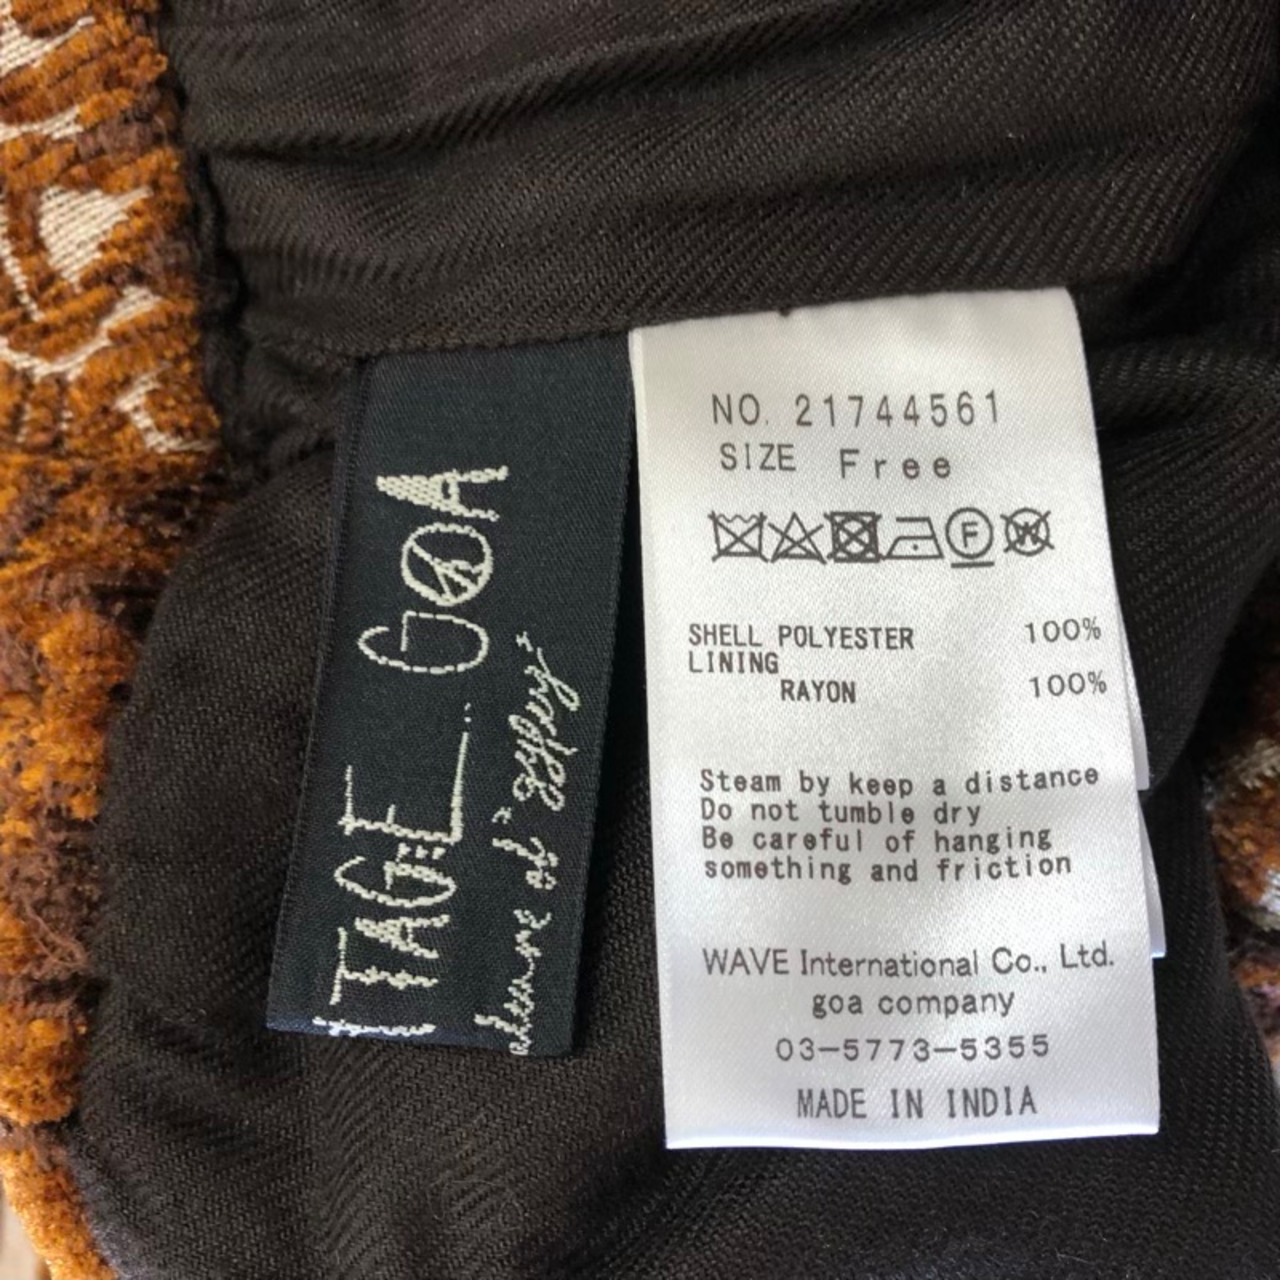 TAGE GOA
NO. 21744561
SIZE Free
F W
SHELL POLYESTER 100%
LINING
RAYON 100%
Steam by keep a distance
Do not tumble dry
Be careful of hanging
something and friction
WAVE International Co., Ltd.
goa company
03-5773-5355
MADE IN INDIA